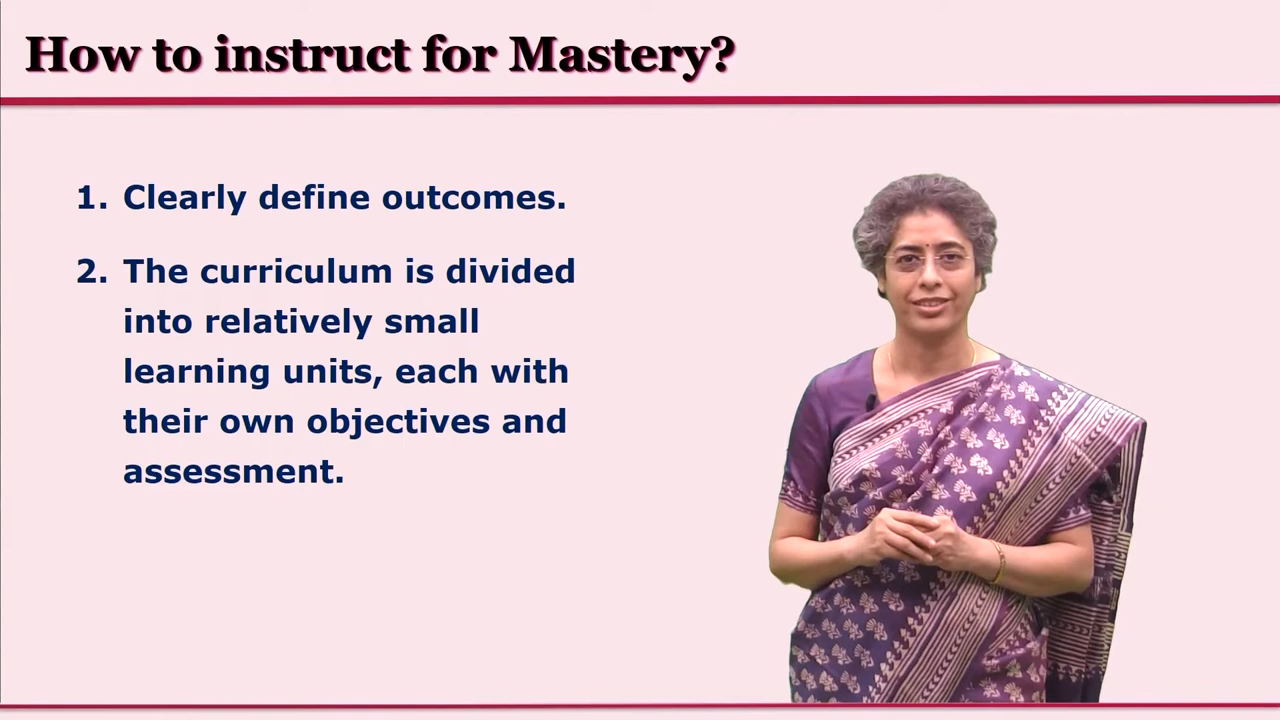 How to instruct for Mastery?
1. Clearly define outcomes.
2. The curriculum is divided
into relatively small
learning units, each with
their own objectives and
assessment.